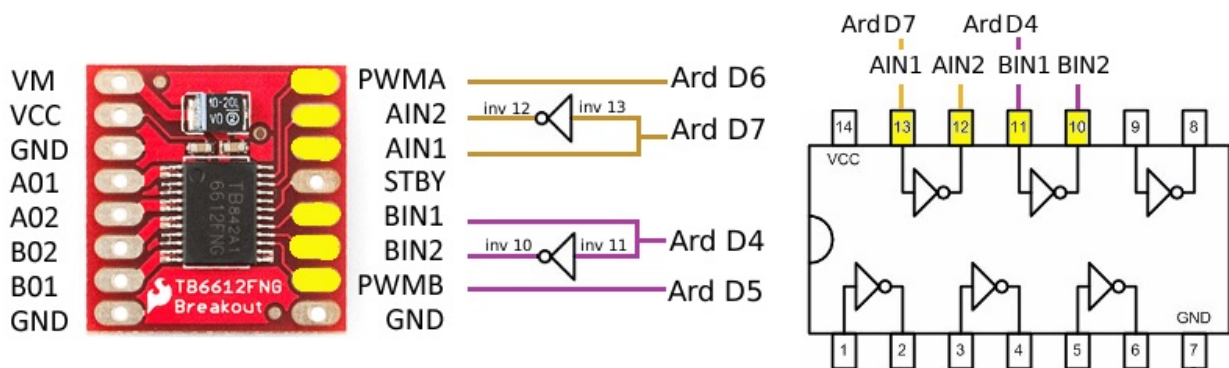 VM
VCC
GND
A01
A02
B02
B01
GND
10-20L
V0 2
TB842A1
6612FNG
TB6612FNG
Breakout
PWMA
AIN2
AIN1
STBY
BIN1
BIN2
PWMB
GND
inv 12
inv 13
inv 10
inv 11
Ard D6
Ard D7
Ard D4
Ard D5
Ard D7
Ard D4
AIN1 AIN2 BIN1 BIN2
14 13 12 11 10 9 8
VCC
GND
1 2 3 4 5 6 7